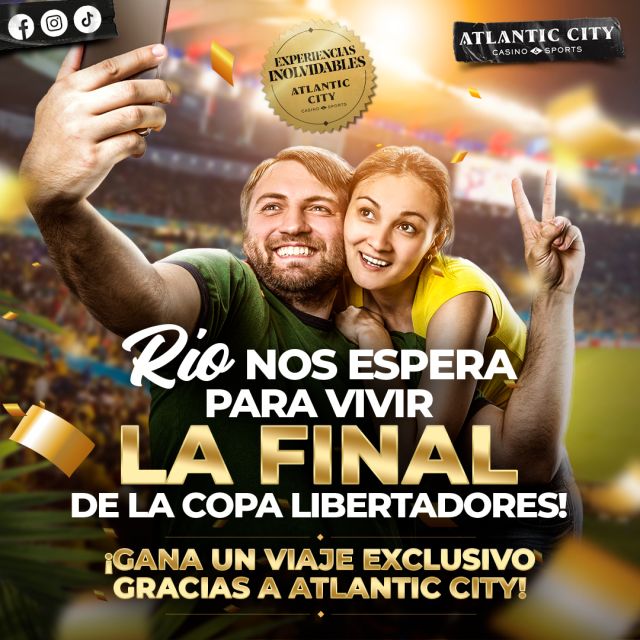 ATLANTIC CITY
CASINO SPORTS
EXPERIENCIAS
INOLVIDABLES
ATLANTIC
CITY
CASINO SPORTS
Río NOS ESPERA
PARA VIVIR
LA FINAL
DE LA COPA LIBERTADORES!
¡GANA UN VIAJE EXCLUSIVO
GRACIAS A ATLANTIC CITY!